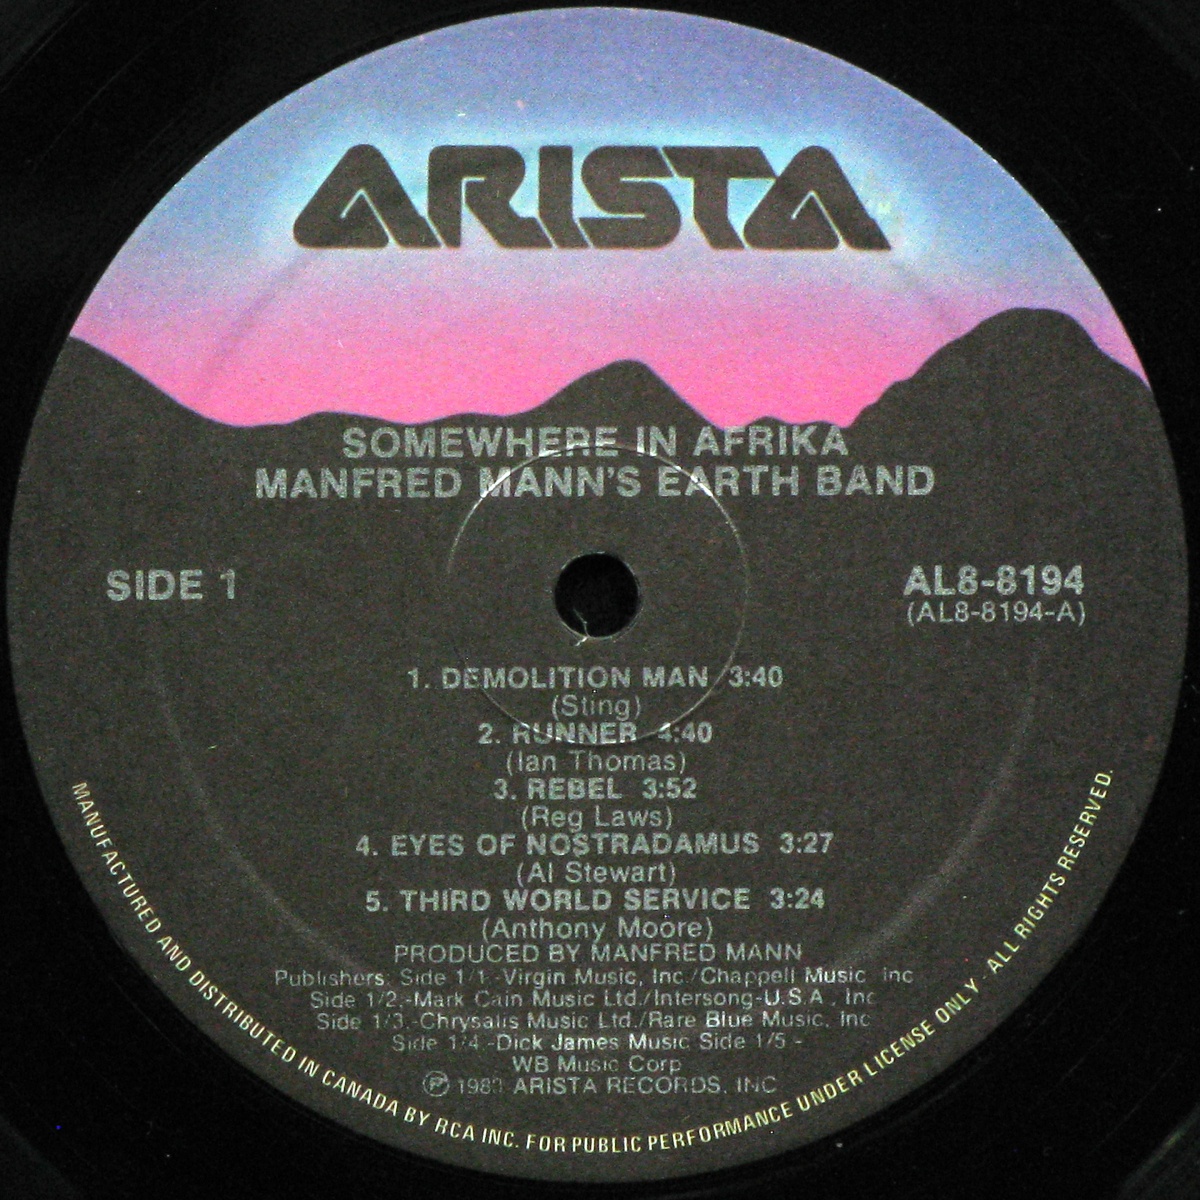 ARISTA
SOMEWHERE IN AFRIKA
MANFRED MANN'S EARTH BAND
SIDE 1
AL8-8194
(AL8-8194-A)
1. DEMOLITION MAN 3:40
(Sting)
2. RUNNER 4:40
(Ian Thomas)
3. REBEL 3:52
(Reg Laws)
4. EYES OF NOSTRADAMUS 3:27
(Al Stewart)
5. THIRD WORLD SERVICE 3:24
(Anthony Moore)
PRODUCED BY MANFRED MANN
Publishers: Side 1/1-Virgin Music, Inc./Chappell Music Inc
Side 1/2.-Mark Cain Music Ltd./Intersong-U.S.A., Inc
Side 1/3.-Chrysalis Music Ltd./Rare Blue Music, Inc
Side 1/4.-Dick James Music Side 1/5 -
WB Music Corp
℗ ARISTA RECORDS, INC
MANUFACTURED AND DISTRIBUTED IN CANADA BY RCA INC. FOR PUBLIC PERFORMANCE UNDER LICENSE ONLY - ALL RIGHTS RESERVED.